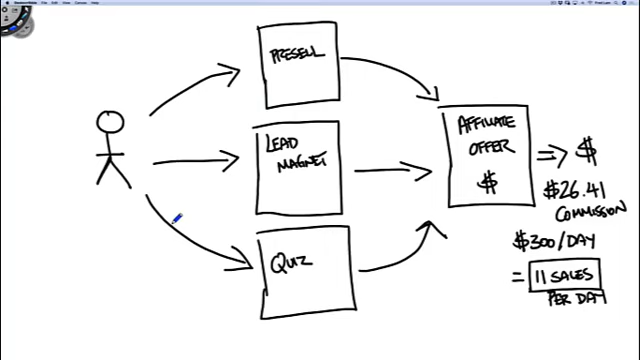 PRESELL
LEAD
MAGNET
QUIZ
AFFILIATE
OFFER
$
=> $
$26.41
COMMISSION
$300/DAY
= 11 SALES
PER DAY